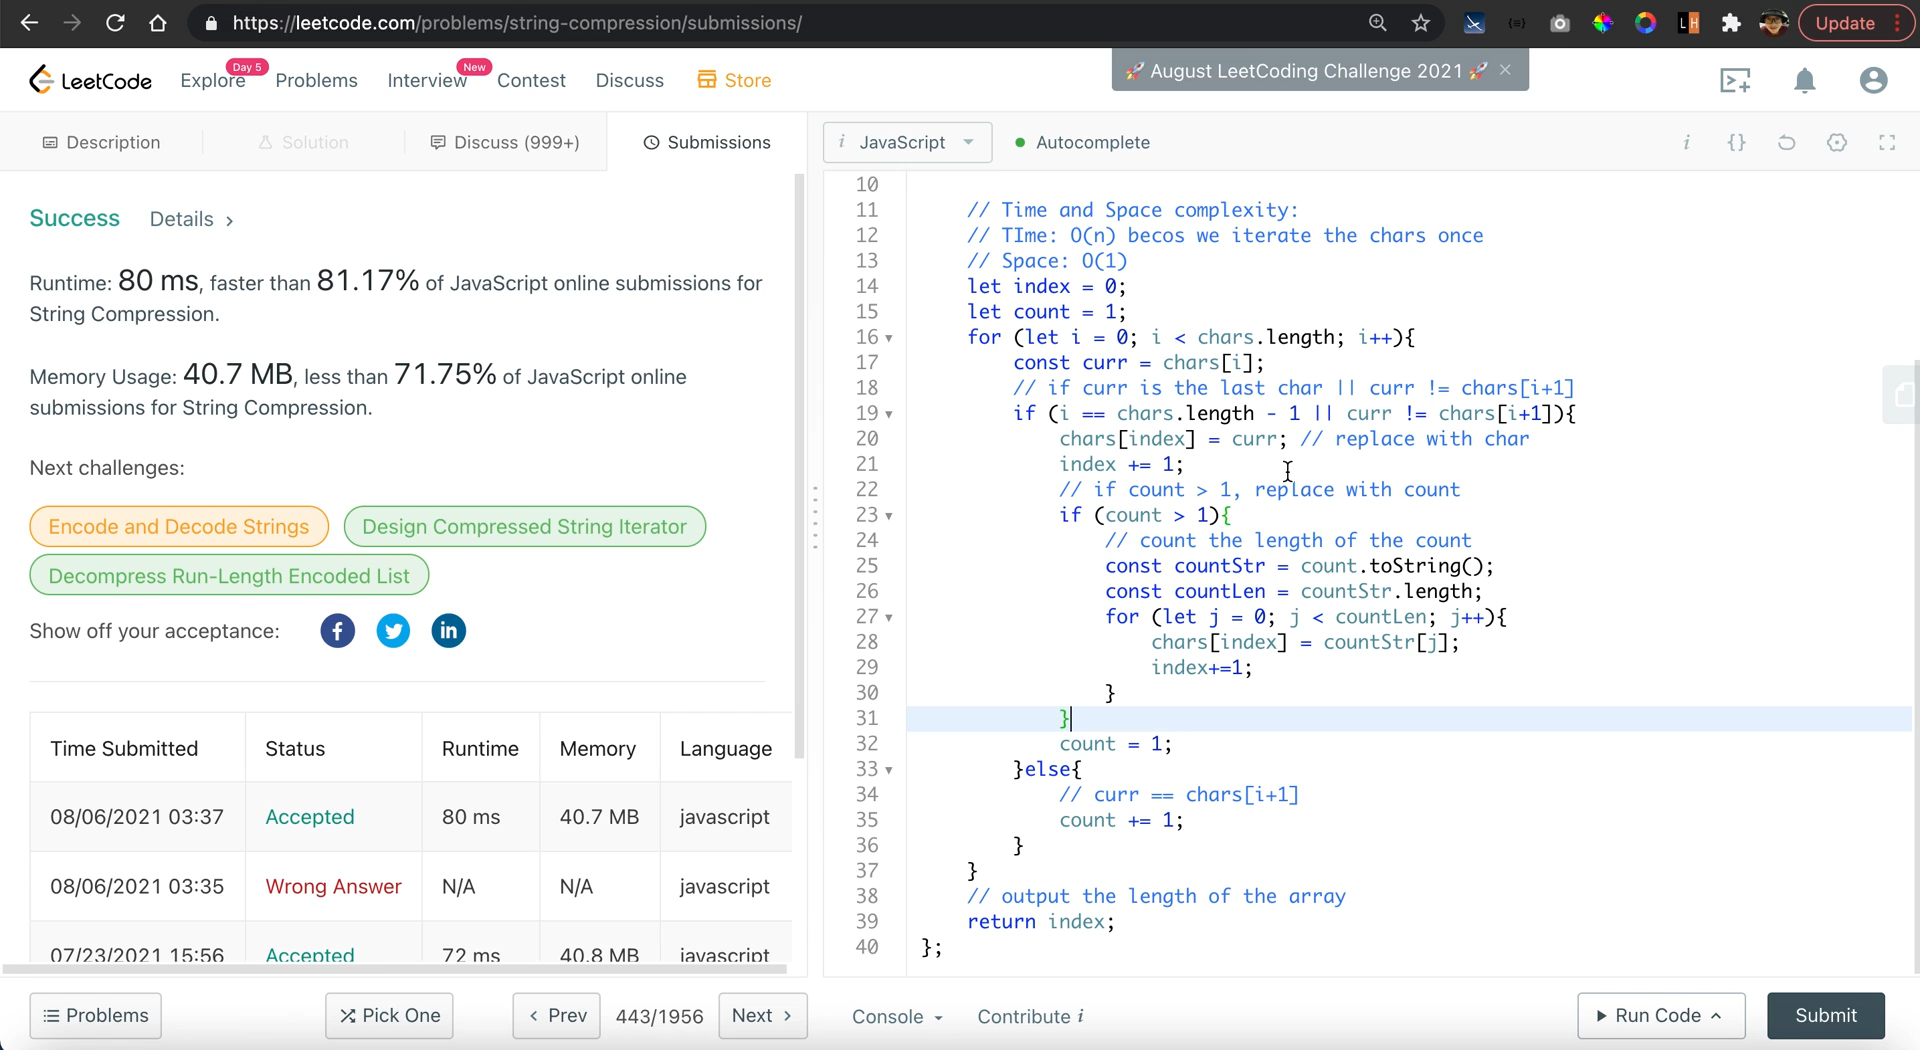 https://leetcode.com/problems/string-compression/submissions/
LH
Update
LeetCode
Explore
Day 5
Problems
Interview
New
Contest
Discuss
Store
🚀 August LeetCoding Challenge 2021 🚀 ×
Description
Solution
Discuss (999+)
Submissions
i JavaScript
Autocomplete
i {}
Success Details >
Runtime: 80 ms, faster than 81.17% of JavaScript online submissions for
String Compression.
Memory Usage: 40.7 MB, less than 71.75% of JavaScript online
submissions for String Compression.
Next challenges:
Encode and Decode Strings
Design Compressed String Iterator
Decompress Run-Length Encoded List
Show off your acceptance:
Time Submitted Status Runtime Memory Language
08/06/2021 03:37 Accepted 80 ms 40.7 MB javascript
08/06/2021 03:35 Wrong Answer N/A N/A javascript
07/23/2021 15:56 Accepted 72 ms 40.8 MB javascript
10
11 // Time and Space complexity:
12 // TIme: O(n) becos we iterate the chars once
13 // Space: O(1)
14 let index = 0;
15 let count = 1;
16 for (let i = 0; i < chars.length; i++){
17 const curr = chars[i];
18 // if curr is the last char || curr != chars[i+1]
19 if (i == chars.length - 1 || curr != chars[i+1]){
20 chars[index] = curr; // replace with char
21 index += 1;
22 // if count > 1, replace with count
23 if (count > 1){
24 // count the length of the count
25 const countStr = count.toString();
26 const countLen = countStr.length;
27 for (let j = 0; j < countLen; j++){
28 chars[index] = countStr[j];
29 index+=1;
30 }
31 }
32 count = 1;
33 }else{
34 // curr == chars[i+1]
35 count += 1;
36 }
37 }
38 // output the length of the array
39 return index;
40 };
Problems
Pick One
< Prev
443/1956
Next >
Console
Contribute i
Run Code
Submit